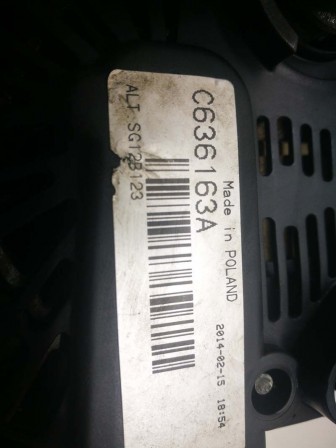 C636163A
Made in POLAND
2014-02-15 18:54
ALT SG12B123